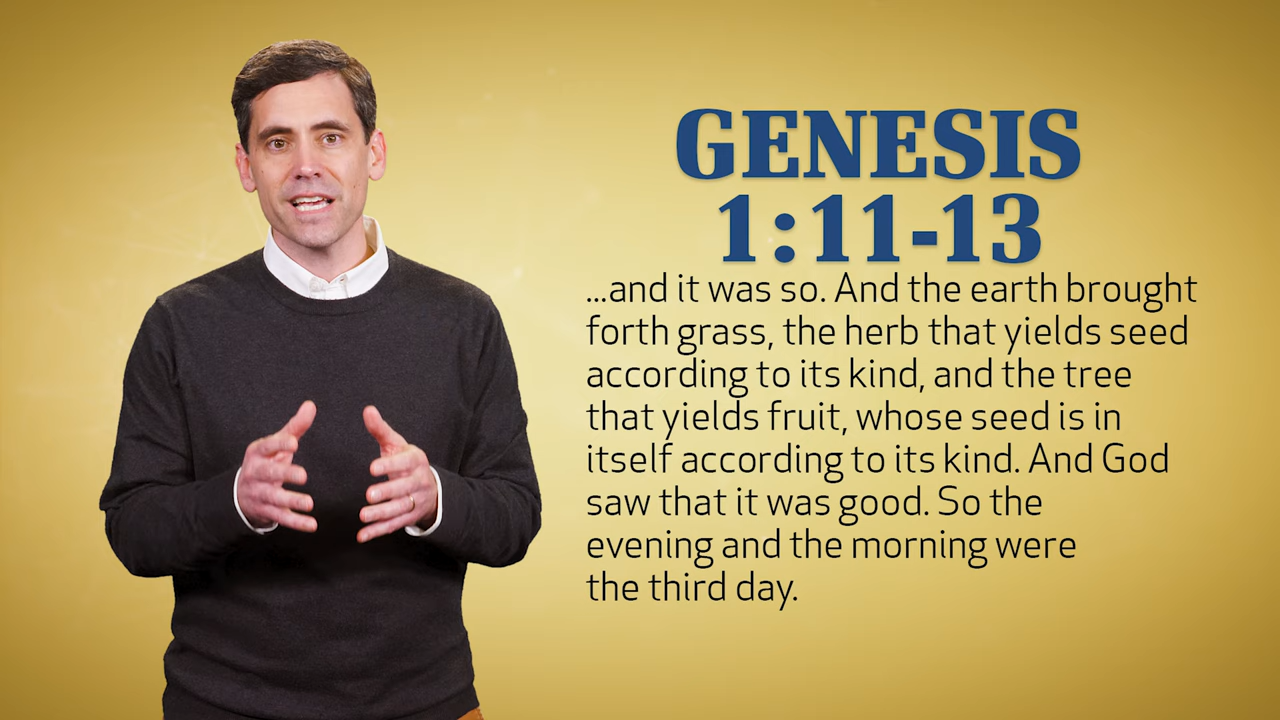 GENESIS
1:11-13
...and it was so. And the earth brought
forth grass, the herb that yields seed
according to its kind, and the tree
that yields fruit, whose seed is in
itself according to its kind. And God
saw that it was good. So the
evening and the morning were
the third day.